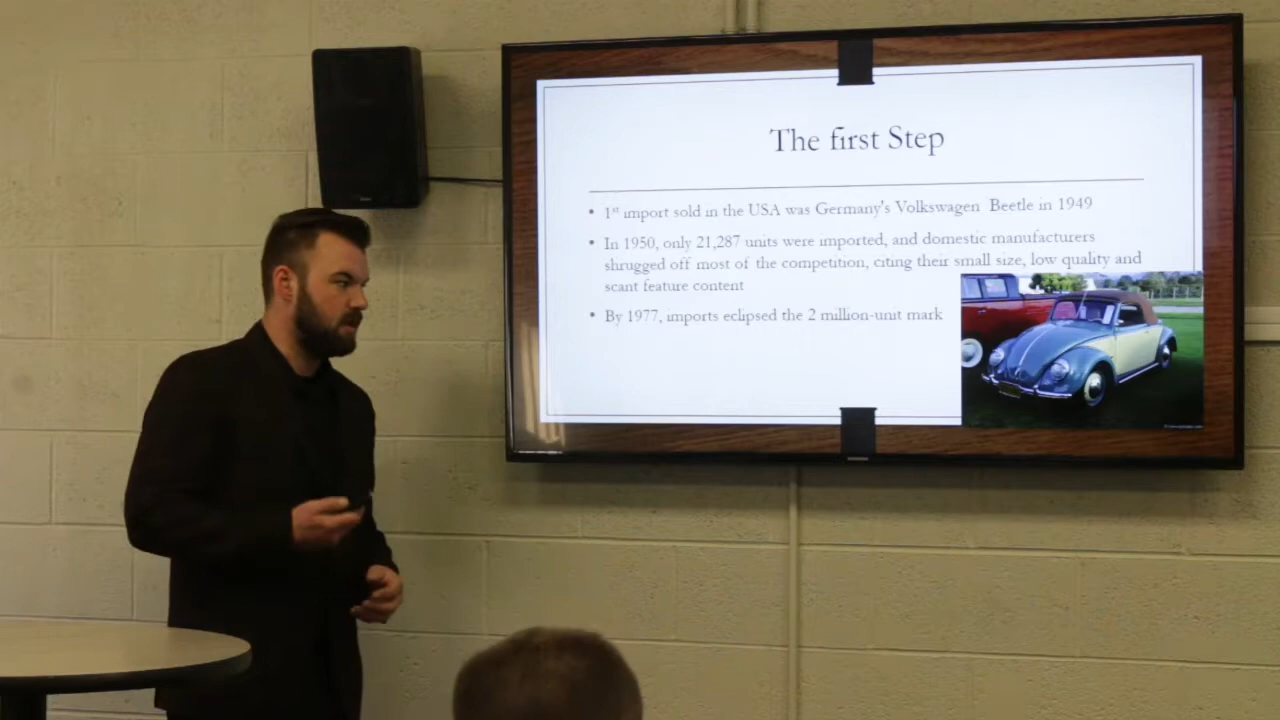 The first Step
• 1st import sold in the USA was Germany's Volkswagen Beetle in 1949
• In 1950, only 21,287 units were imported, and domestic manufacturers
shrugged off most of the competition, citing their small size, low quality and
scant feature content
• By 1977, imports eclipsed the 2 million-unit mark